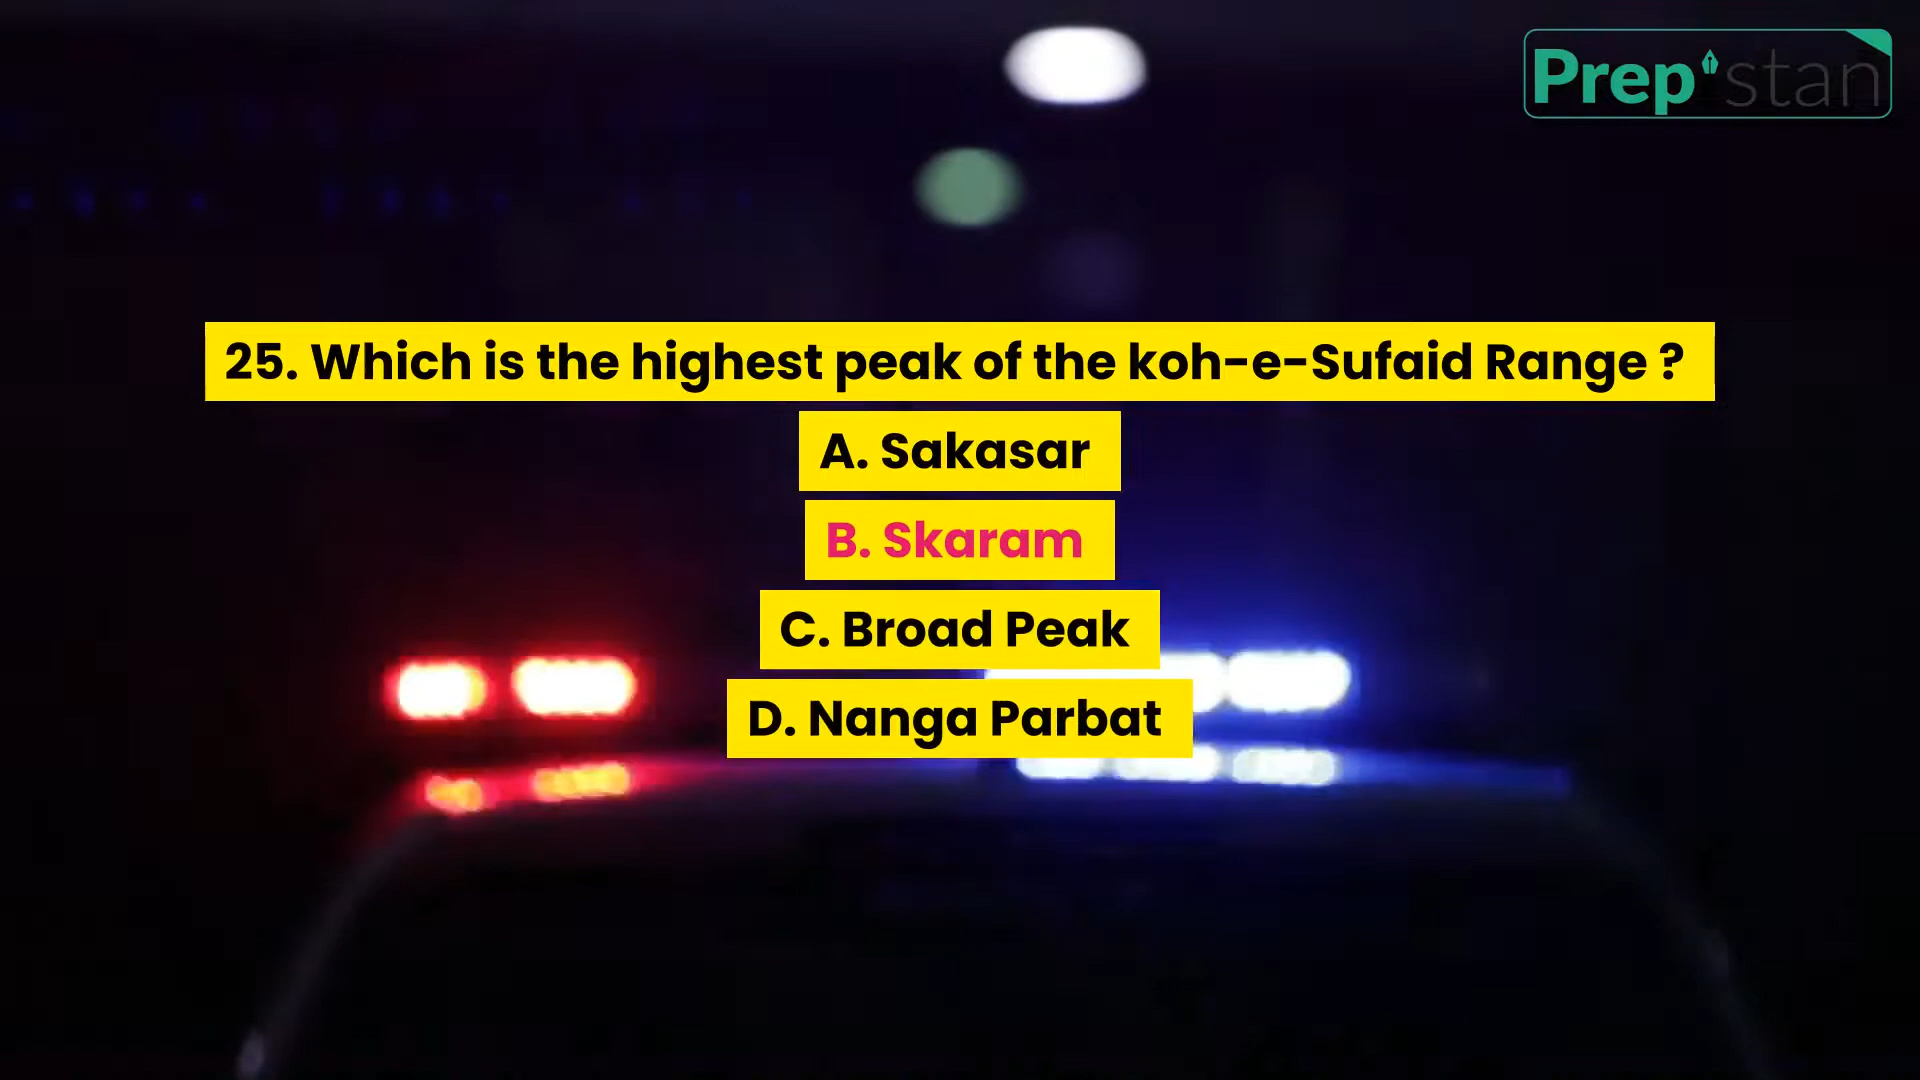 Prep'stan
25. Which is the highest peak of the koh-e-Sufaid Range ?
A. Sakasar
B. Skaram
C. Broad Peak
D. Nanga Parbat